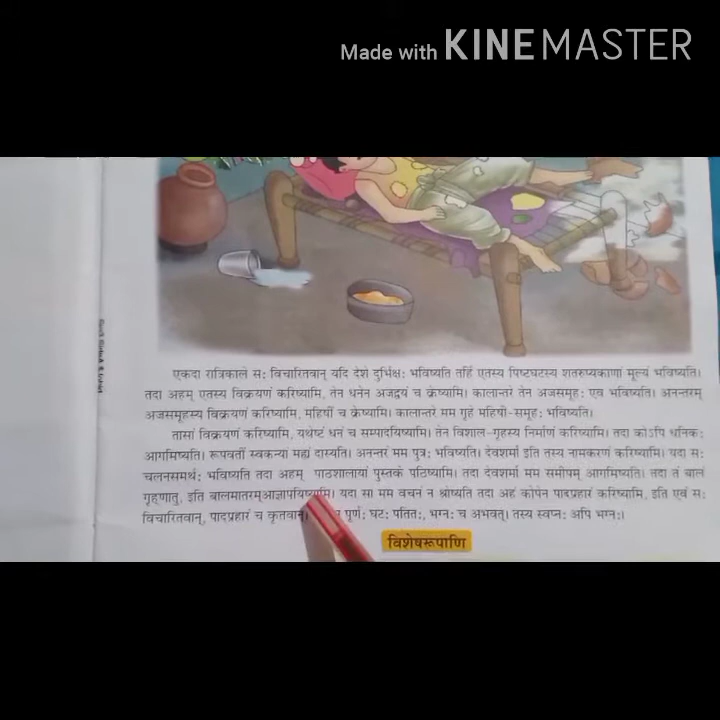 Made with KINEMASTER
एकदा रात्रिकाले सः विचारितवान् यदि देशे दुर्भिक्षः भविष्यति तर्हि एतस्य पिष्टघटस्य शतरुप्यकाणां मूल्यं भविष्यति।
तदा अहम् एतस्य विक्रयणं करिष्यामि, तेन धनेन अजद्वयं च क्रेष्यामि। कालान्तरे तेन अजसमूहः एव भविष्यति। अनन्तरम्
अजसमूहस्य विक्रयणं करिष्यामि, महिषीं च क्रेष्यामि। कालान्तरे मम गृहे महिषी-समूहः भविष्यति।
तासां विक्रयणं करिष्यामि, यथेष्टं धनं च सम्पादयिष्यामि। तेन विशाल-गृहस्य निर्माणं करिष्यामि। तदा कोऽपि धनिकः
आगमिष्यति। रूपवतीं स्वकन्यां मह्यं दास्यति। अनन्तरं मम पुत्रः भविष्यति। देवशर्मा इति तस्य नामकरणं करिष्यामि। यदा सः
चलनसमर्थः भविष्यति तदा अहम् पाठशालायां पुस्तकं पठिष्यामि। तदा देवशर्मा मम समीपम् आगमिष्यति। तदा तं बालं
गृह्णातु, इति बालमातरम्आज्ञापयिष्यामि। यदा सा मम वचनं न श्रोष्यति तदा अहं कोपेन पादप्रहारं करिष्यामि, इति एवं सः
विचारितवान्, पादप्रहारं च कृतवान्। पूर्णः घटः पतितः, भग्नः च अभवत्। तस्य स्वप्नः अपि भग्नः।
विशेषरूपाणि